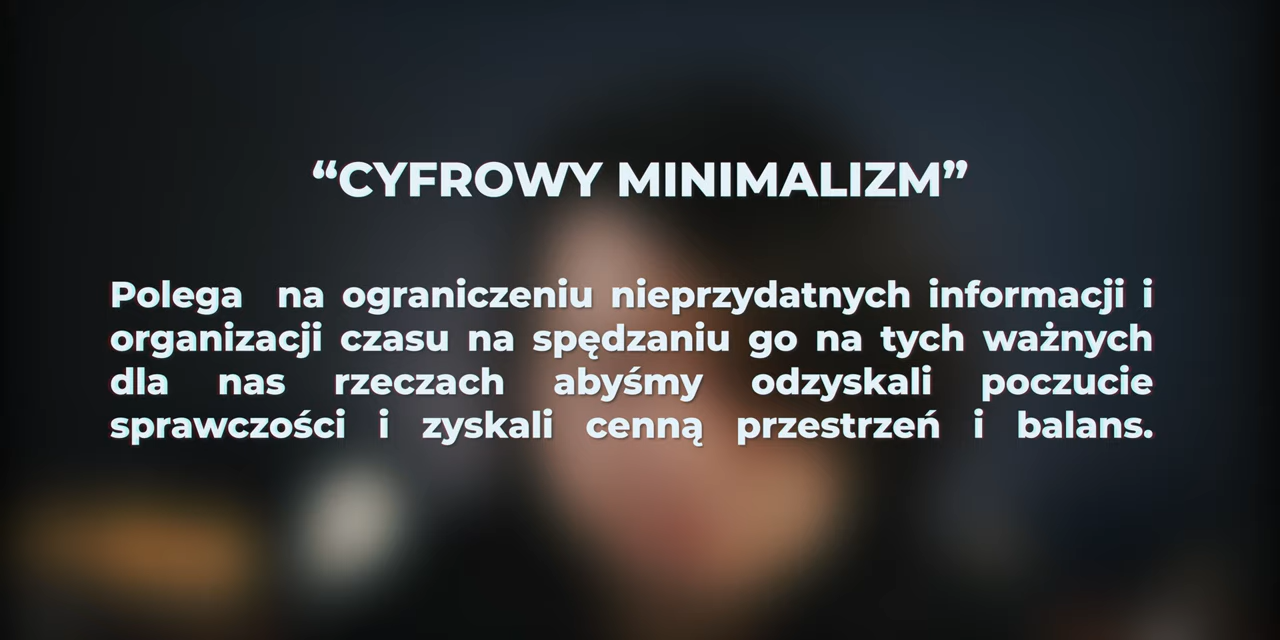 “CYFROWY MINIMALIZM”
Polega na ograniczeniu nieprzydatnych informacji i
organizacji czasu na spędzaniu go na tych ważnych
dla nas rzeczach abyśmy odzyskali poczucie
sprawczości i zyskali cenną przestrzeń i balans.